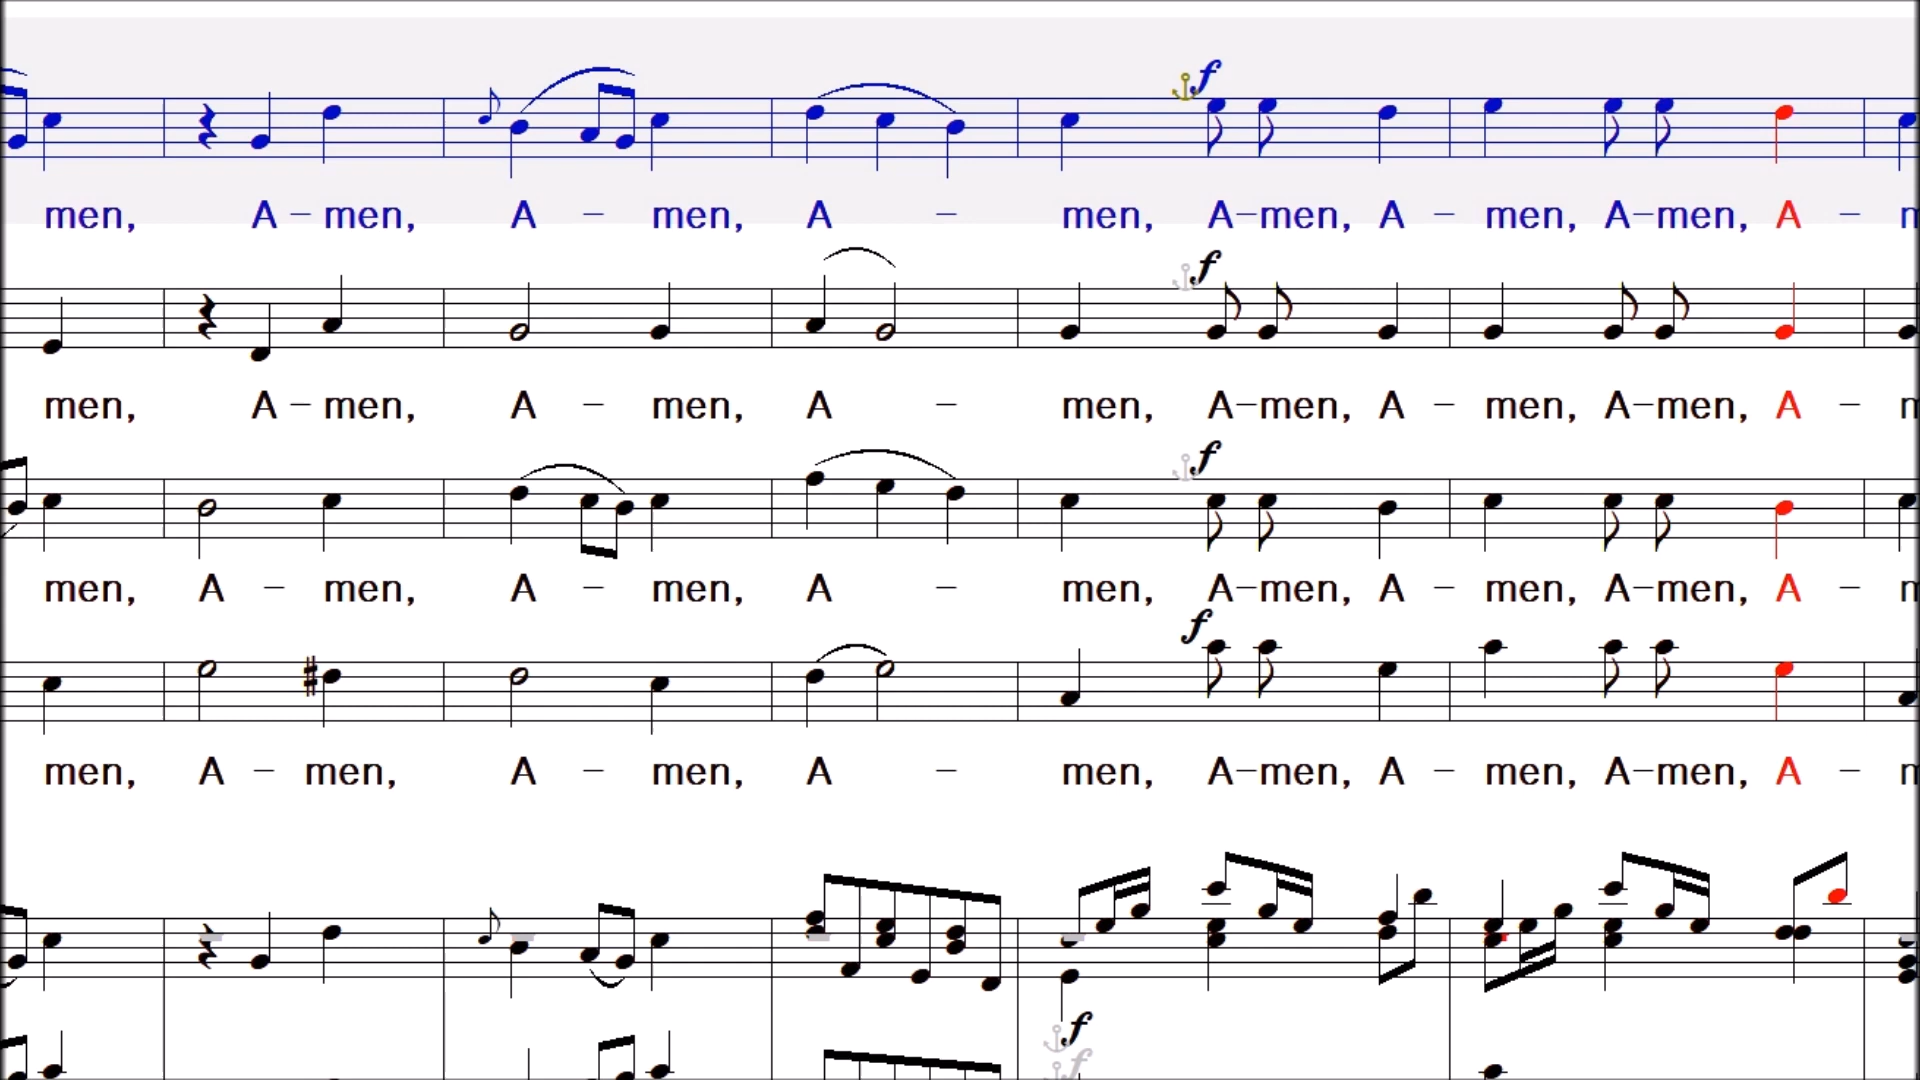 f
men, A – men, A – men, A – men, A–men, A – men, A–men, A –
f
men, A – men, A – men, A – men, A–men, A – men, A–men, A –
f
men, A – men, A – men, A – men, A–men, A – men, A–men, A –
f
men, A – men, A – men, A – men, A–men, A – men, A–men, A –
f
f